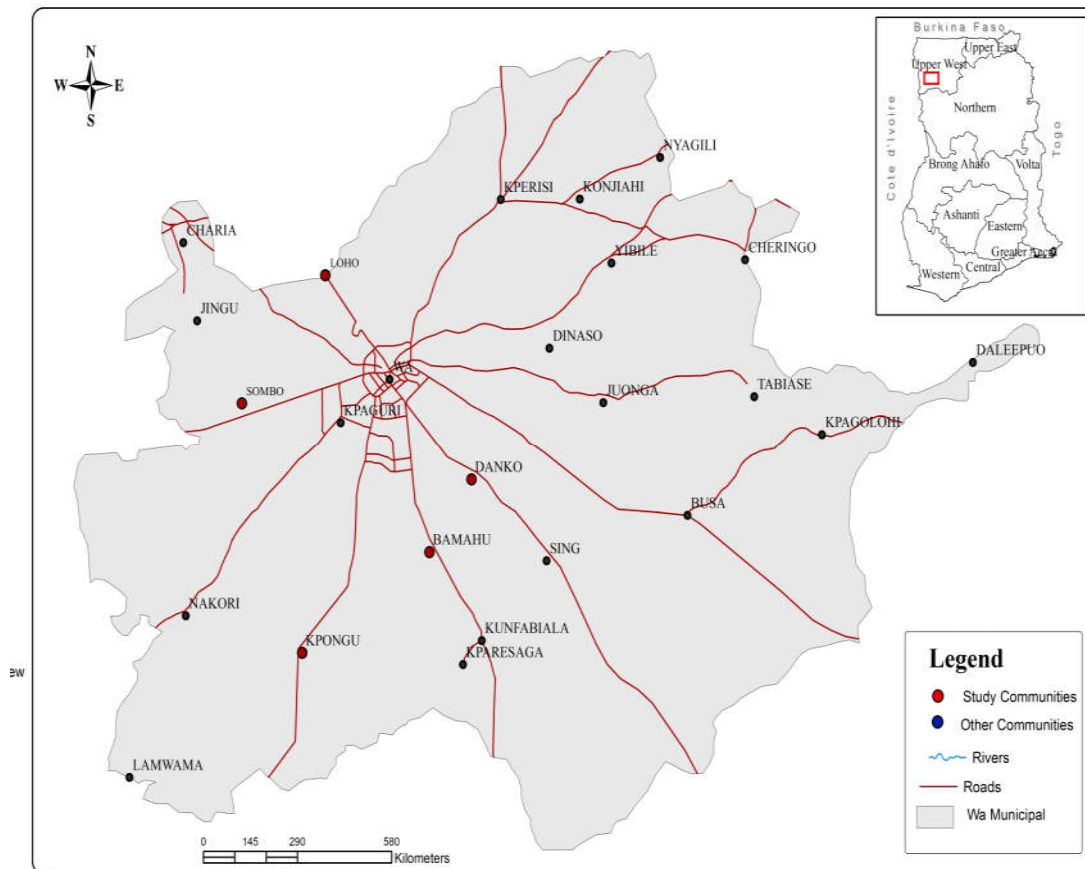 N
W E
S
Burkina Faso
Upper East
Upper West
Northern
Cote d'Ivoire
Togo
Brong Ahafo
Volta
Ashanti
Eastern
Greater Accra
Central
Western
NYAGILI
KPERISI
KONJIAHI
CHARIA
YIBILE
CHERINGO
LOHO
JINGU
DINASO
DALEEPUO
WA
SOMBO
JUONGA
TABIASE
KPAGURI
KPAGOLOHI
DANKO
BUSA
BAMAHU
SING
NAKORI
KUNFABIALA
KPONGU
KPARESAGA
LAMWAMA
ew
Legend
Study Communities
Other Communities
Rivers
Roads
Wa Municipal
0 145 290 580
Kilometers